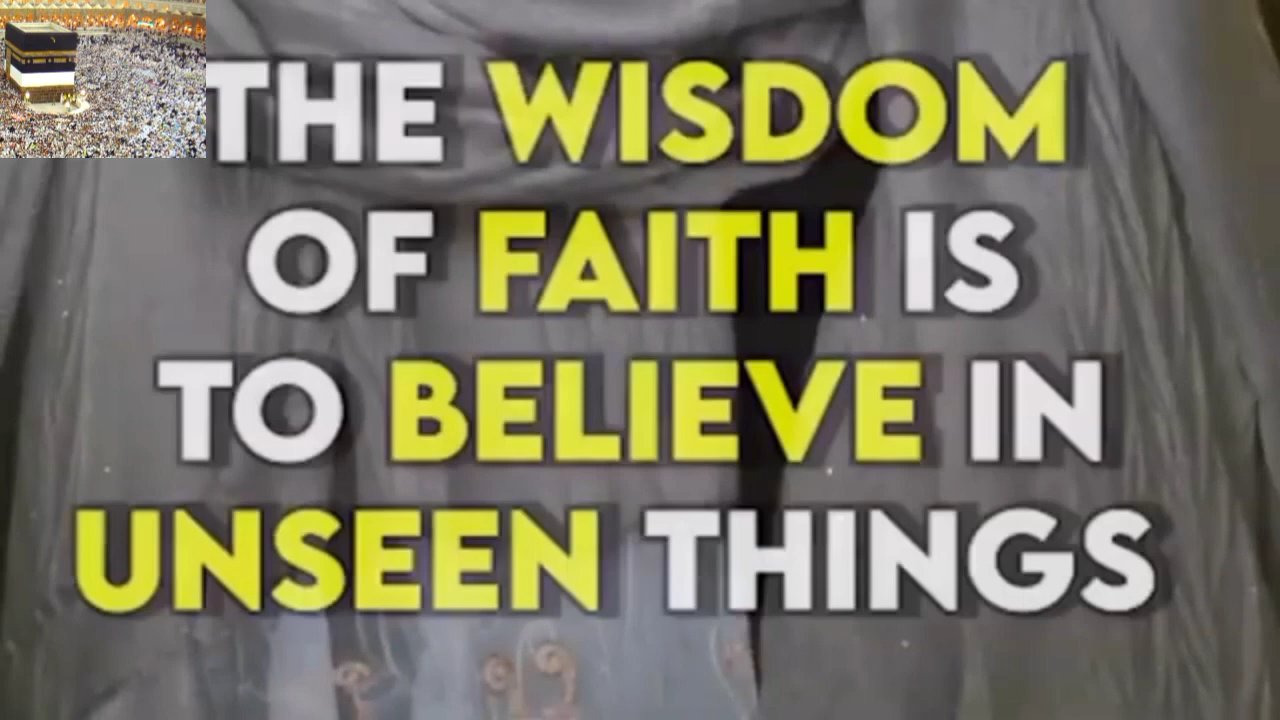 THE WISDOM
OF FAITH IS
TO BELIEVE IN
UNSEEN THINGS